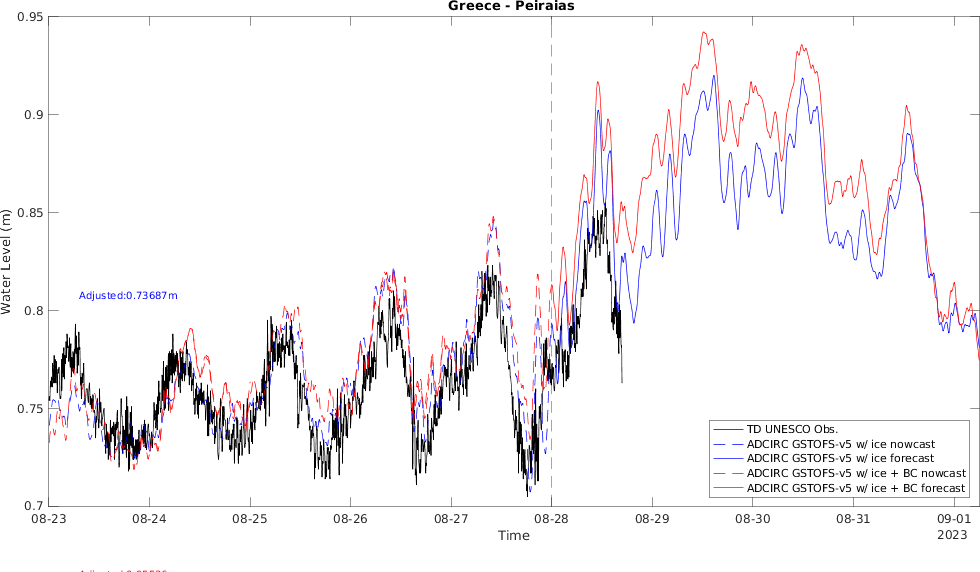 Greece - Peiraias
0.95
0.9
0.85
0.8
0.75
0.7
Water Level (m)
Adjusted:0.73687m
TD UNESCO Obs.
ADCIRC GSTOFS-v5 w/ ice nowcast
ADCIRC GSTOFS-v5 w/ ice forecast
ADCIRC GSTOFS-v5 w/ ice + BC nowcast
ADCIRC GSTOFS-v5 w/ ice + BC forecast
08-23 08-24 08-25 08-26 08-27 08-28 08-29 08-30 08-31 09-01
2023
Time